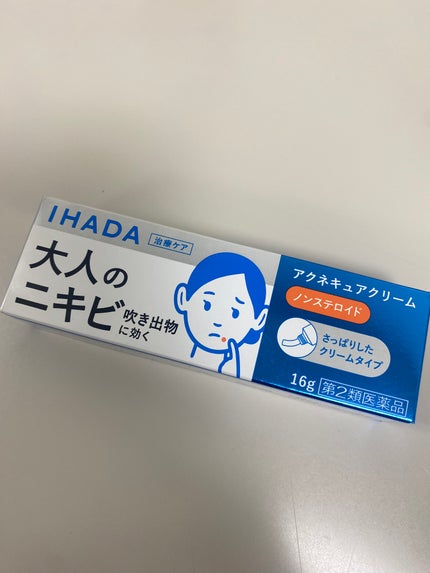 IHADA
治療ケア
大人の
ニキビ吹き出物
に効く
アクネキュアクリーム
ノンステロイド
さっぱりした
クリームタイプ
16g 第2類医薬品